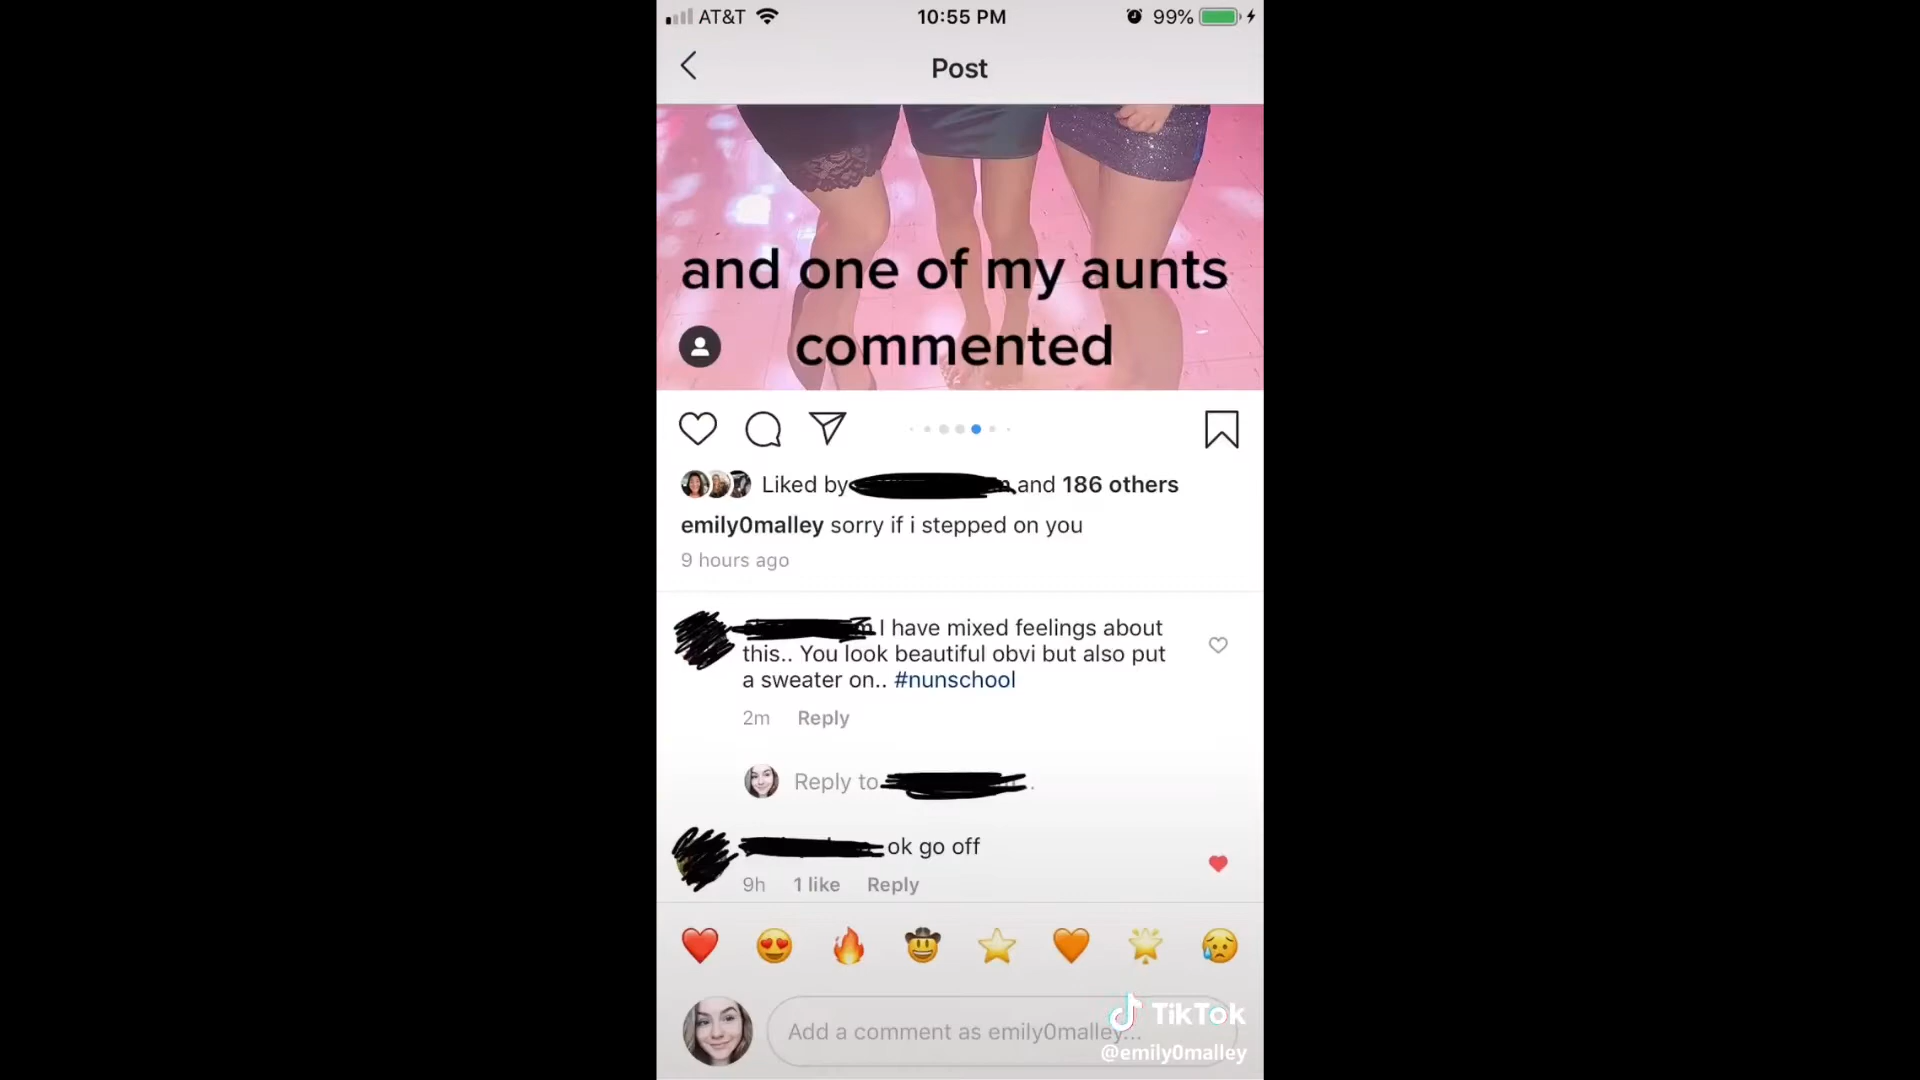 AT&T 10:55 PM 99%
Post
and one of my aunts
commented
Liked by and 186 others
emily0malley sorry if i stepped on you
9 hours ago
I have mixed feelings about
this.. You look beautiful obvi but also put
a sweater on.. #nunschool
2m Reply
Reply to .
ok go off
9h 1 like Reply
Add a comment as emily0malley...
TikTok
@emily0malley